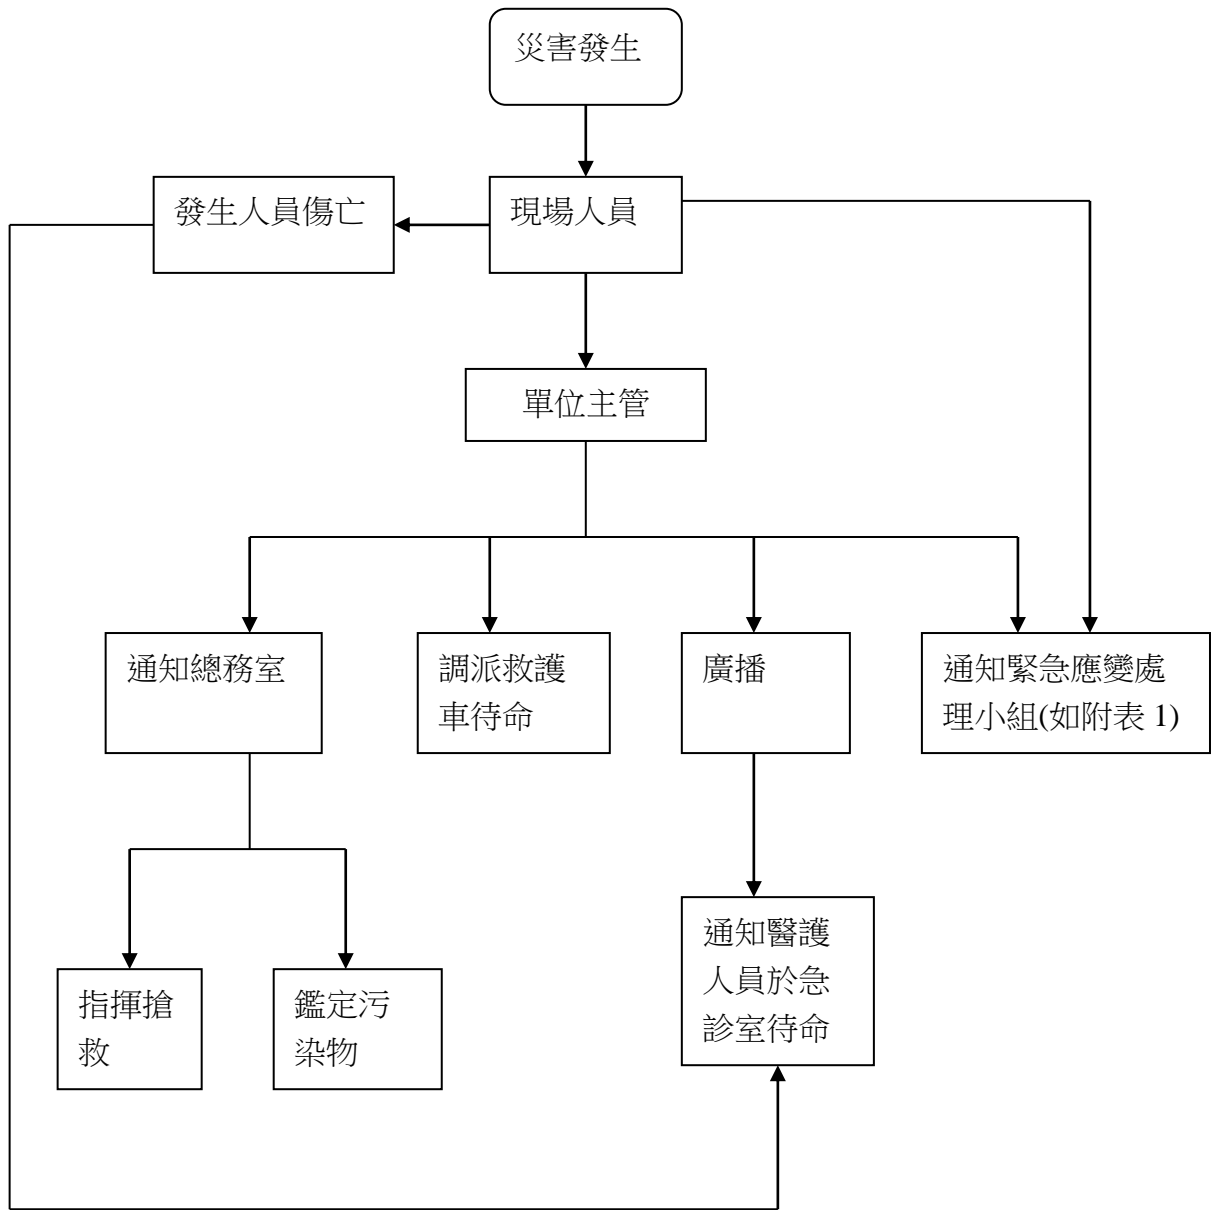 災害發生
發生人員傷亡
現場人員
單位主管
通知總務室
調派救護
車待命
廣播
通知緊急應變處
理小組(如附表 1)
通知醫護
人員於急
診室待命
指揮搶
救
鑑定污
染物